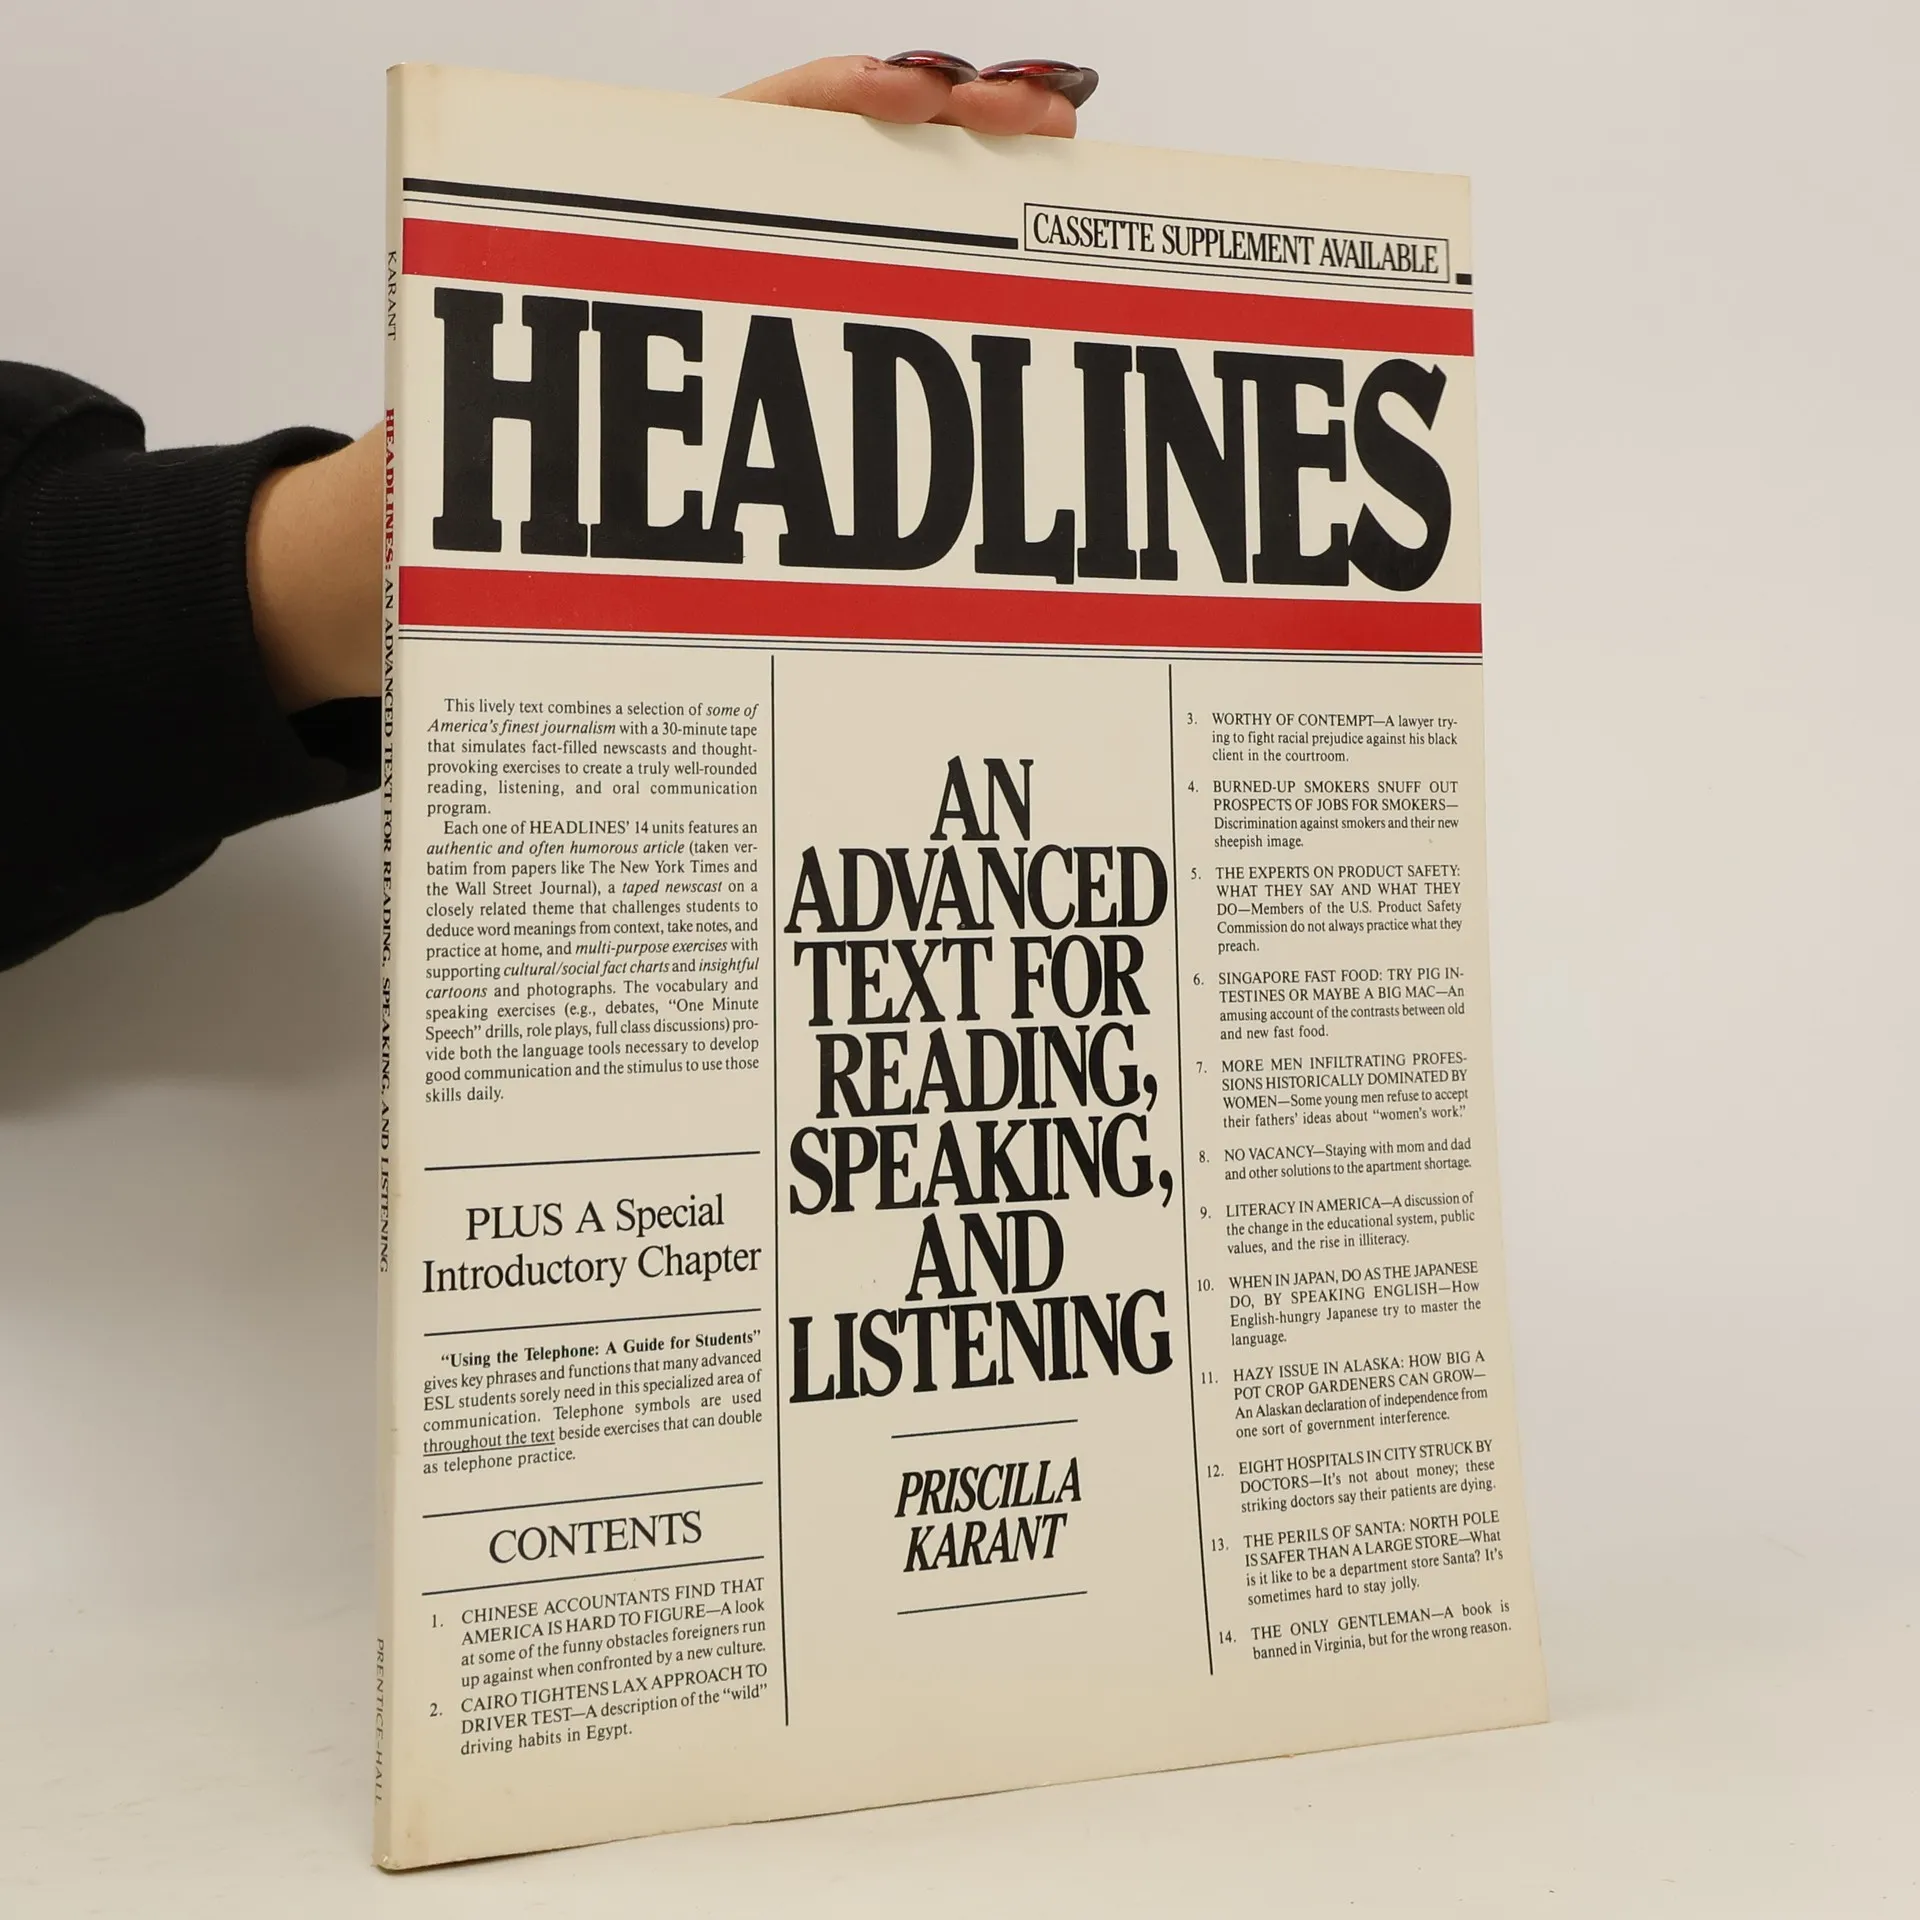 CASSETTE SUPPLEMENT AVAILABLE
HEADLINES
This lively text combines a selection of some of
America's finest journalism with a 30-minute tape
that simulates fact-filled newscasts and thought-
provoking exercises to create a truly well-rounded
reading, listening, and oral communication
program.
Each one of HEADLINES' 14 units features an
authentic and often humorous article (taken ver-
batim from papers like The New York Times and
the Wall Street Journal), a taped newscast on a
closely related theme that challenges students to
deduce word meanings from context, take notes, and
practice at home, and multi-purpose exercises with
supporting cultural/social fact charts and insightful
cartoons and photographs. The vocabulary and
speaking exercises (e.g., debates, "One Minute
Speech" drills, role plays, full class discussions) pro-
vide both the language tools necessary to develop
good communication and the stimulus to use those
skills daily.
PLUS A Special
Introductory Chapter
"Using the Telephone: A Guide for Students"
gives key phrases and functions that many advanced
ESL students sorely need in this specialized area of
communication. Telephone symbols are used
throughout the text beside exercises that can double
as telephone practice.
CONTENTS
1. CHINESE ACCOUNTANTS FIND THAT
AMERICA IS HARD TO FIGURE—A look
at some of the funny obstacles foreigners run
up against when confronted by a new culture.
2. CAIRO TIGHTENS LAX APPROACH TO
DRIVER TEST—A description of the "wild"
driving habits in Egypt.
AN
ADVANCED
TEXT FOR
READING,
SPEAKING,
AND
LISTENING
PRISCILLA
KARANT
3. WORTHY OF CONTEMPT—A lawyer try-
ing to fight racial prejudice against his black
client in the courtroom.
4. BURNED-UP SMOKERS SNUFF OUT
PROSPECTS OF JOBS FOR SMOKERS—
Discrimination against smokers and their new
sheepish image.
5. THE EXPERTS ON PRODUCT SAFETY:
WHAT THEY SAY AND WHAT THEY
DO—Members of the U.S. Product Safety
Commission do not always practice what they
preach.
6. SINGAPORE FAST FOOD: TRY PIG IN-
TESTINES OR MAYBE A BIG MAC—An
amusing account of the contrasts between old
and new fast food.
7. MORE MEN INFILTRATING PROFES-
SIONS HISTORICALLY DOMINATED BY
WOMEN—Some young men refuse to accept
their fathers' ideas about "women's work."
8. NO VACANCY—Staying with mom and dad
and other solutions to the apartment shortage.
9. LITERACY IN AMERICA—A discussion of
the change in the educational system, public
values, and the rise in illiteracy.
10. WHEN IN JAPAN, DO AS THE JAPANESE
DO, BY SPEAKING ENGLISH—How
English-hungry Japanese try to master the
language.
11. HAZY ISSUE IN ALASKA: HOW BIG A
POT CROP GARDENERS CAN GROW—
An Alaskan declaration of independence from
one sort of government interference.
12. EIGHT HOSPITALS IN CITY STRUCK BY
DOCTORS—It's not about money; these
striking doctors say their patients are dying.
13. THE PERILS OF SANTA: NORTH POLE
IS SAFER THAN A LARGE STORE—What
is it like to be a department store Santa? It's
sometimes hard to stay jolly.
14. THE ONLY GENTLEMAN—A book is
banned in Virginia, but for the wrong reason.
KARANT HEADLINES: AN ADVANCED TEXT FOR READING, SPEAKING, AND LISTENING PRENTICE-HALL